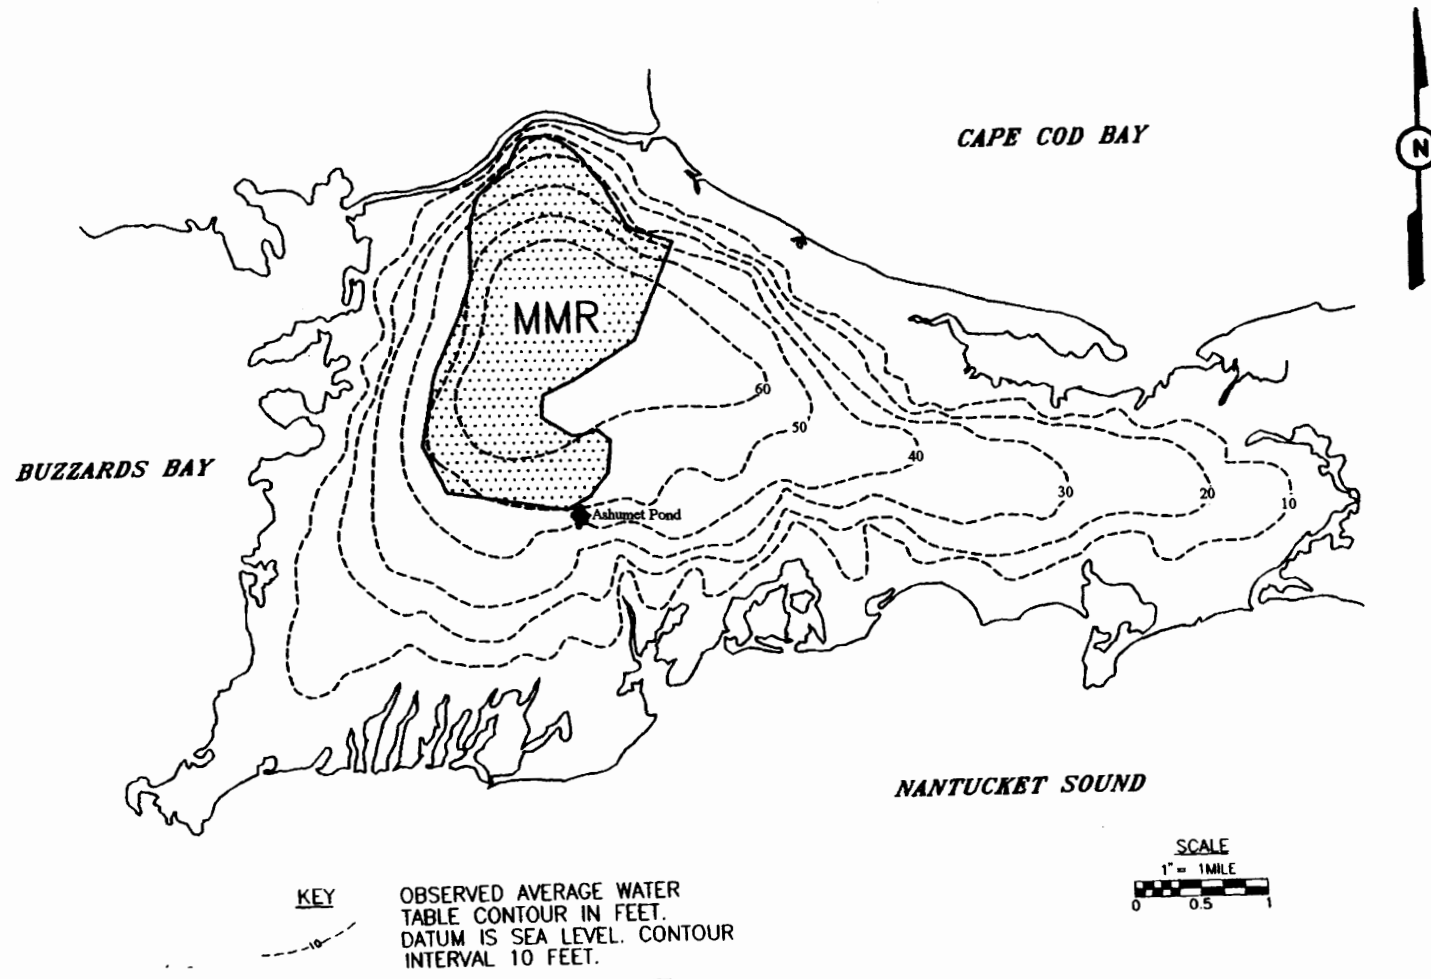 CAPE COD BAY
N
MMR
60
50
BUZZARDS BAY
40
30
20
10
Ashumet Pond
NANTUCKET SOUND
SCALE
1" = 1MILE
0 0.5 1
KEY
10
OBSERVED AVERAGE WATER
TABLE CONTOUR IN FEET.
DATUM IS SEA LEVEL. CONTOUR
INTERVAL 10 FEET.